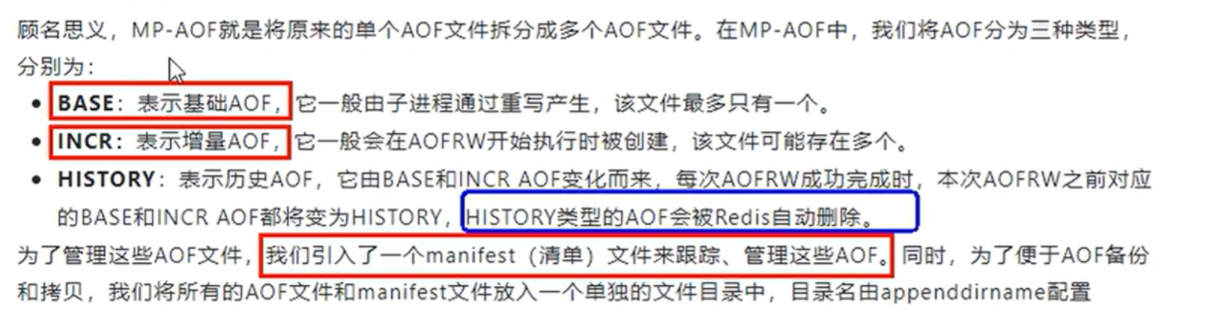 顾名思义，MP-AOF就是将原来的单个AOF文件拆分成多个AOF文件。在MP-AOF中，我们将AOF分为三种类型，
分别为：
• BASE：表示基础AOF，它一般由子进程通过重写产生，该文件最多只有一个。
• INCR：表示增量AOF，它一般会在AOFRW开始执行时被创建，该文件可能存在多个。
• HISTORY：表示历史AOF，它由BASE和INCR AOF变化而来，每次AOFRW成功完成时，本次AOFRW之前对应
的BASE和INCR AOF都将变为HISTORY，HISTORY类型的AOF会被Redis自动删除。
为了管理这些AOF文件，我们引入了一个manifest（清单）文件来跟踪、管理这些AOF。同时，为了便于AOF备份
和拷贝，我们将所有的AOF文件和manifest文件放入一个单独的文件目录中，目录名由appenddirname配置